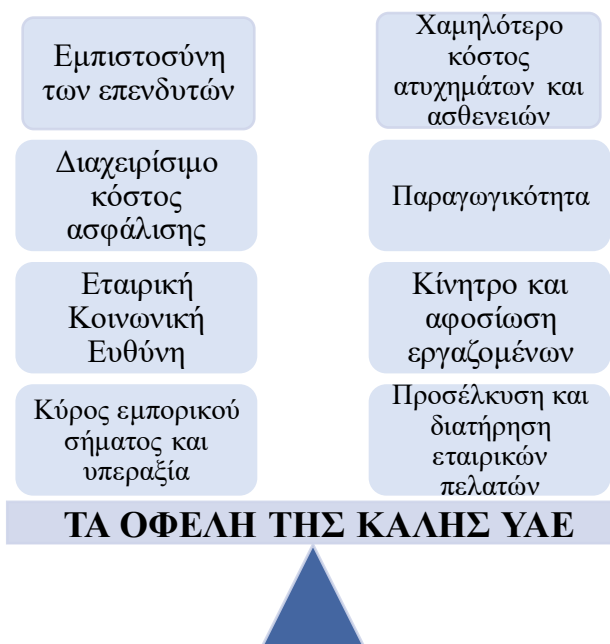 Εμπιστοσύνη
των επενδυτών
Χαμηλότερο
κόστος
ατυχημάτων και
ασθενειών
Διαχειρίσιμο
κόστος
ασφάλισης
Παραγωγικότητα
Εταιρική
Κοινωνική
Ευθύνη
Κίνητρο και
αφοσίωση
εργαζομένων
Κύρος εμπορικού
σήματος και
υπεραξία
Προσέλκυση και
διατήρηση
εταιρικών
πελατών
ΤΑ ΟΦΕΛΗ ΤΗΣ ΚΑΛΗΣ ΥΑΕ